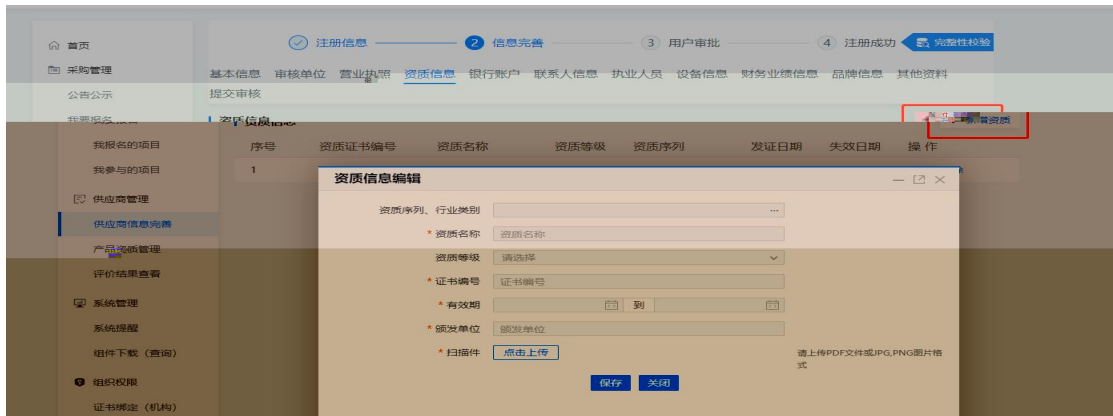 首页
注册信息
2 信息完善
3 用户审批
4 注册成功
完整性校验
采购管理
基本信息 审核单位 营业执照 资质信息 银行账户 联系人信息 执业人员 设备信息 财务业绩信息 品牌信息 其他资料
公告公示
提交审核
资质信息
增资质
我报名的项目
序号 资质证书编号 资质名称 资质等级 资质序列 发证日期 失效日期 操作
我参与的项目
1
资质信息编辑
供应商管理
资质序列、行业类别 ...
供应商信息完善
* 资质名称 资质名称
产品资质管理
资质等级 请选择
评价结果查看
* 证书编号 证书编号
系统管理
* 有效期 到
系统提醒
* 颁发单位 颁发单位
组件下载（查询）
* 扫描件 点击上传 请上传PDF文件或JPG,PNG图片格
式
组织权限
保存 关闭
证书绑定（机构）